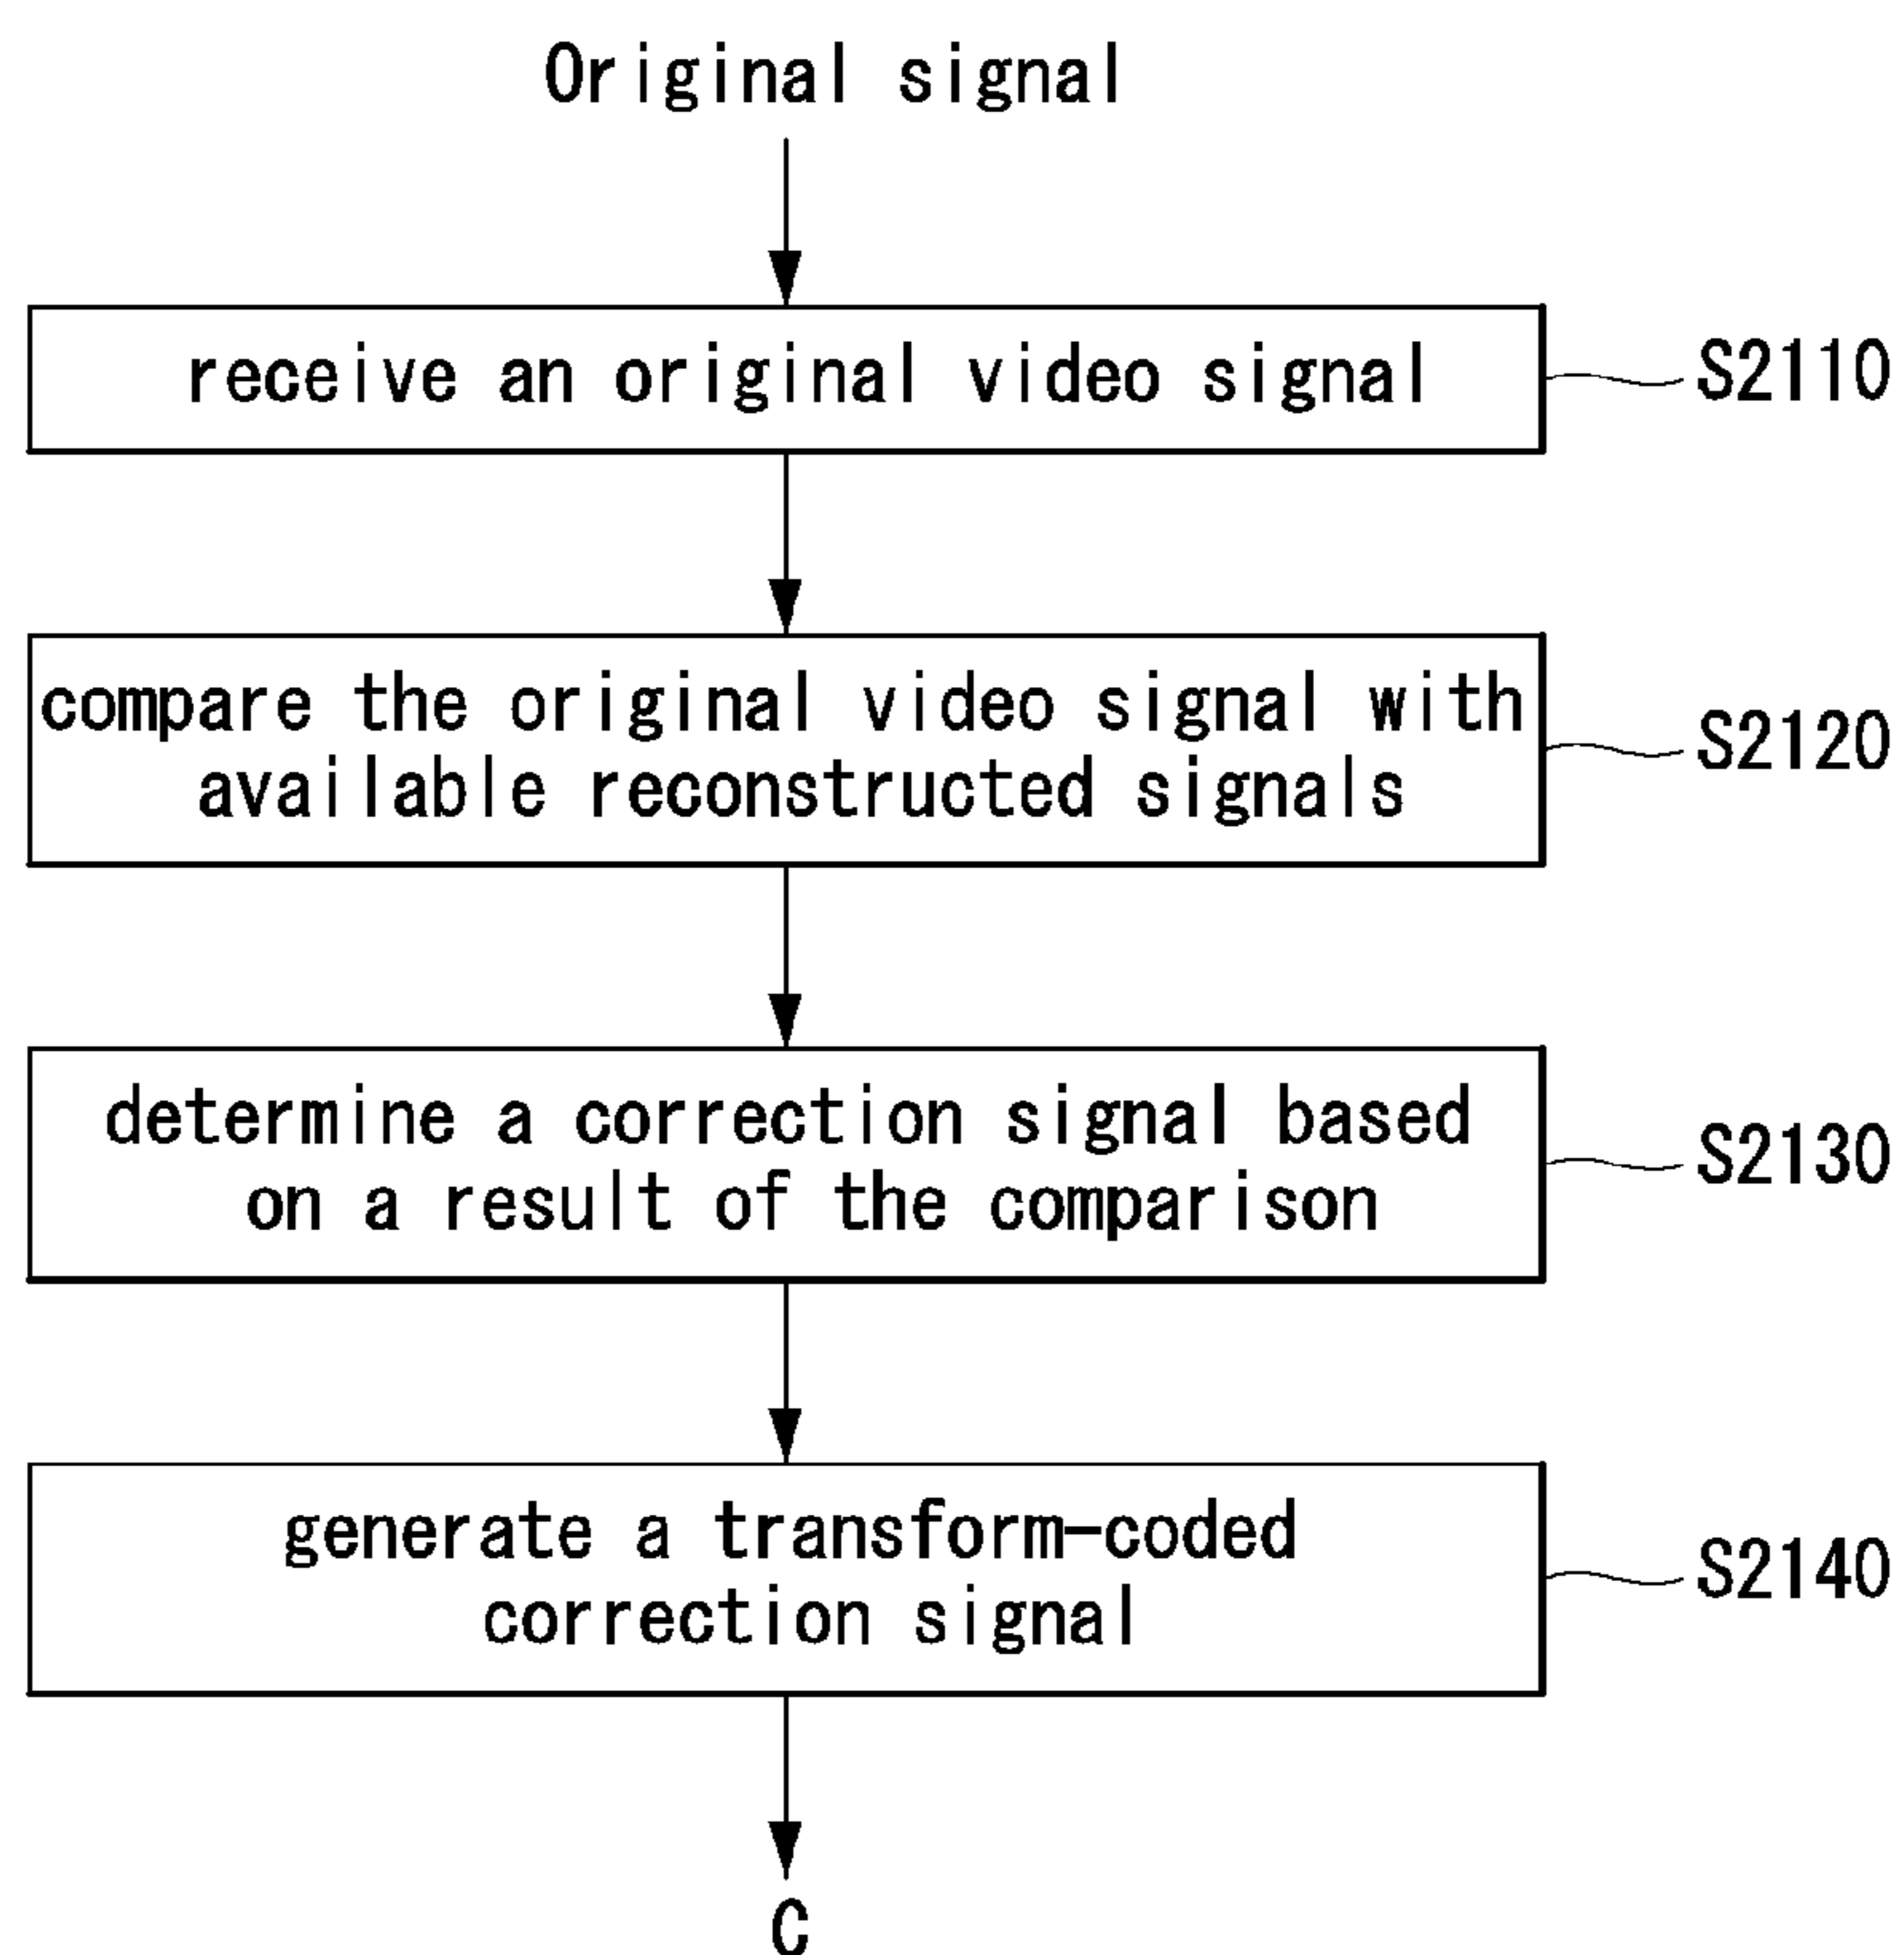 Original signal
receive an original video signal
S2110
compare the original video signal with
available reconstructed signals
S2120
determine a correction signal based
on a result of the comparison
S2130
generate a transform-coded
correction signal
S2140
C